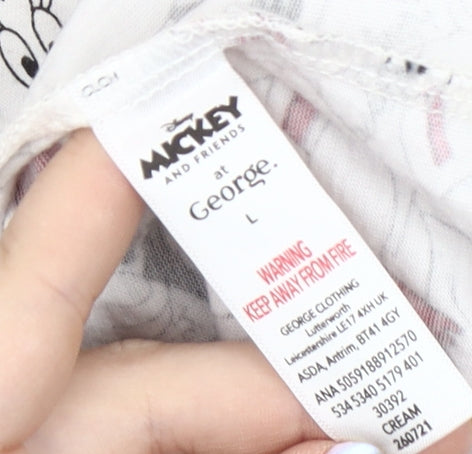 Disney
MICKEY
AND FRIENDS
at
George.
L
WARNING
KEEP AWAY FROM FIRE
GEORGE CLOTHING
Lutterworth
Leicestershire LE17 4XH UK
ASDA, Antrim, BT41 4GY
ANA 5059188912570
534 5340 5179 401
30392
CREAM
260721